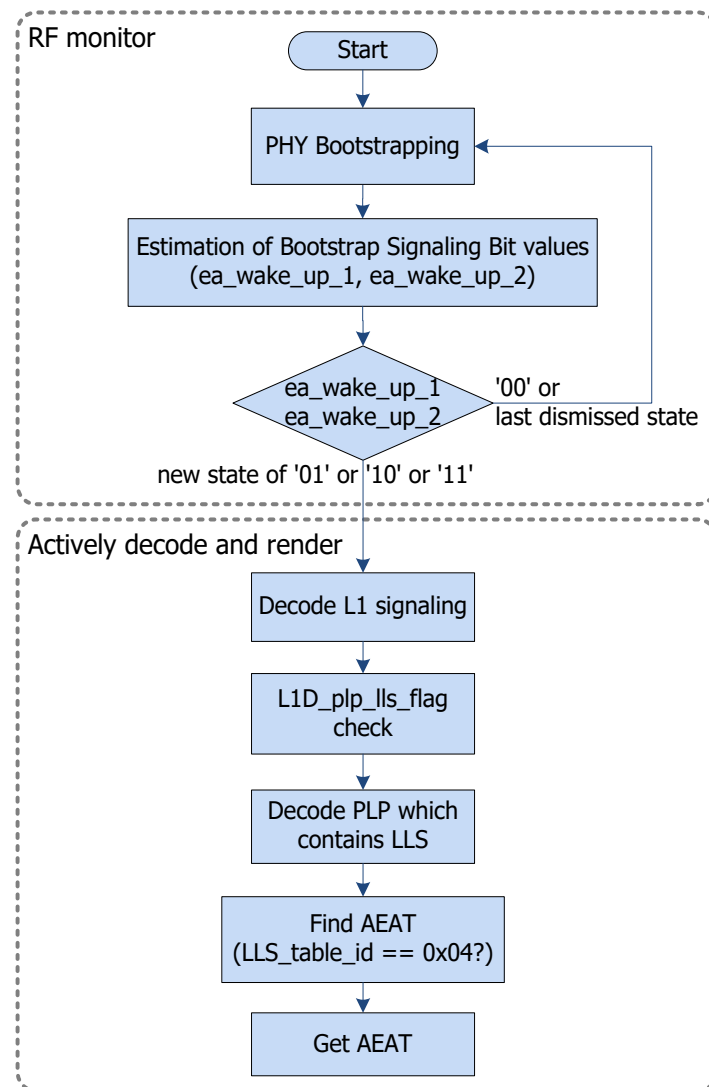 RF monitor
Start
PHY Bootstrapping
Estimation of Bootstrap Signaling Bit values
(ea_wake_up_1, ea_wake_up_2)
ea_wake_up_1
ea_wake_up_2
'00' or
last dismissed state
new state of '01' or '10' or '11'
Actively decode and render
Decode L1 signaling
L1D_plp_lls_flag
check
Decode PLP which
contains LLS
Find AEAT
(LLS_table_id == 0x04?)
Get AEAT